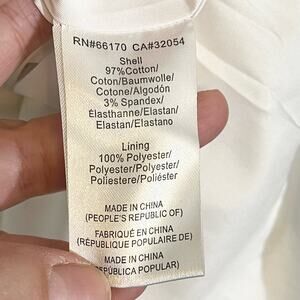 RN#66170 CA#32054
Shell
97%Cotton/
Coton/Baumwolle/
Cotone/Algodón
3% Spandex/
Élasthanne/Elastan/
Elastan/Elastano
Lining
100% Polyester/
Polyester/Polyester/
Poliestere/Poliéster
MADE IN CHINA
(PEOPLE'S REPUBLIC OF)
FABRIQUÉ EN CHINA
(RÉPUBLIQUE POPULAIRE DE)
MADE IN CHINA
REPUBLICA POPULAR)